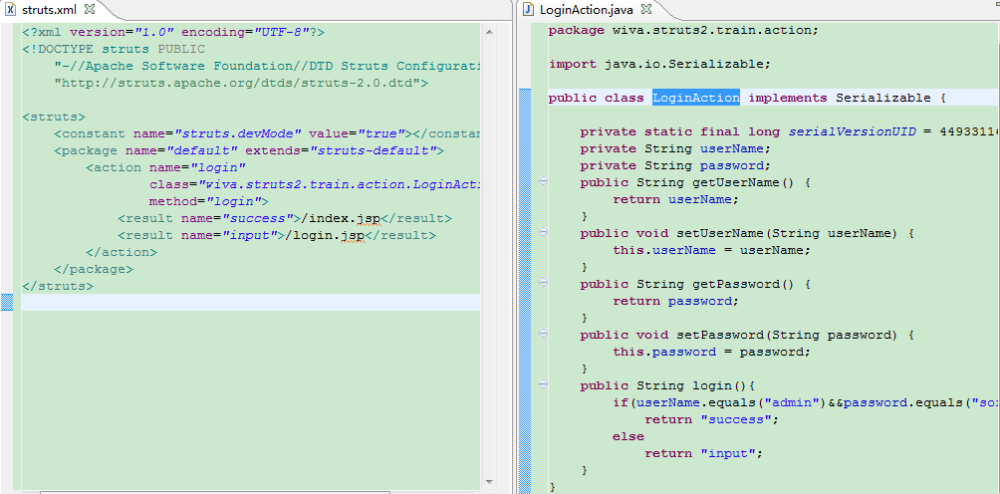 struts.xml
<?xml version="1.0" encoding="UTF-8"?>
<!DOCTYPE struts PUBLIC
"-//Apache Software Foundation//DTD Struts Configurati
"http://struts.apache.org/dtds/struts-2.0.dtd">
<struts>
<constant name="struts.devMode" value="true"></constan
<package name="default" extends="struts-default">
<action name="login"
class="wiva.struts2.train.action.LoginActi
method="login">
<result name="success">/index.jsp</result>
<result name="input">/login.jsp</result>
</action>
</package>
</struts>
LoginAction.java
package wiva.struts2.train.action;
import java.io.Serializable;
public class LoginAction implements Serializable {
private static final long serialVersionUID = 44933114
private String userName;
private String password;
public String getUserName() {
return userName;
}
public void setUserName(String userName) {
this.userName = userName;
}
public String getPassword() {
return password;
}
public void setPassword(String password) {
this.password = password;
}
public String login(){
if(userName.equals("admin")&&password.equals("so
return "success";
else
return "input";
}
}